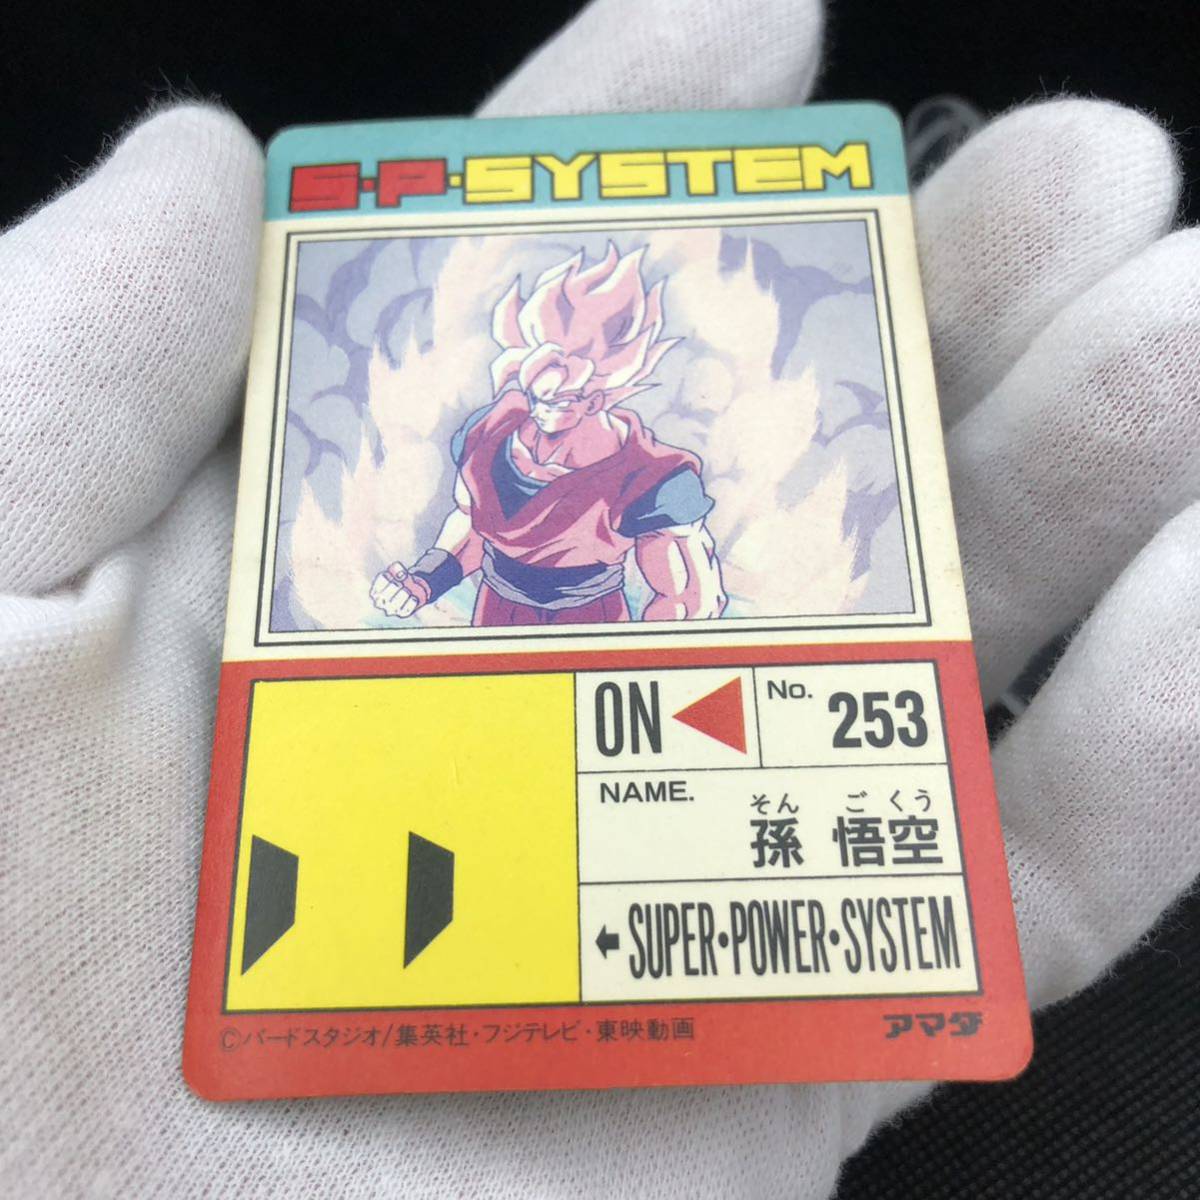 S·P·SYSTEM
ON
No. 253
NAME.
そん ご くう
孫 悟空
←SUPER・POWER・SYSTEM
©バードスタジオ/集英社・フジテレビ・東映動画
アマダ